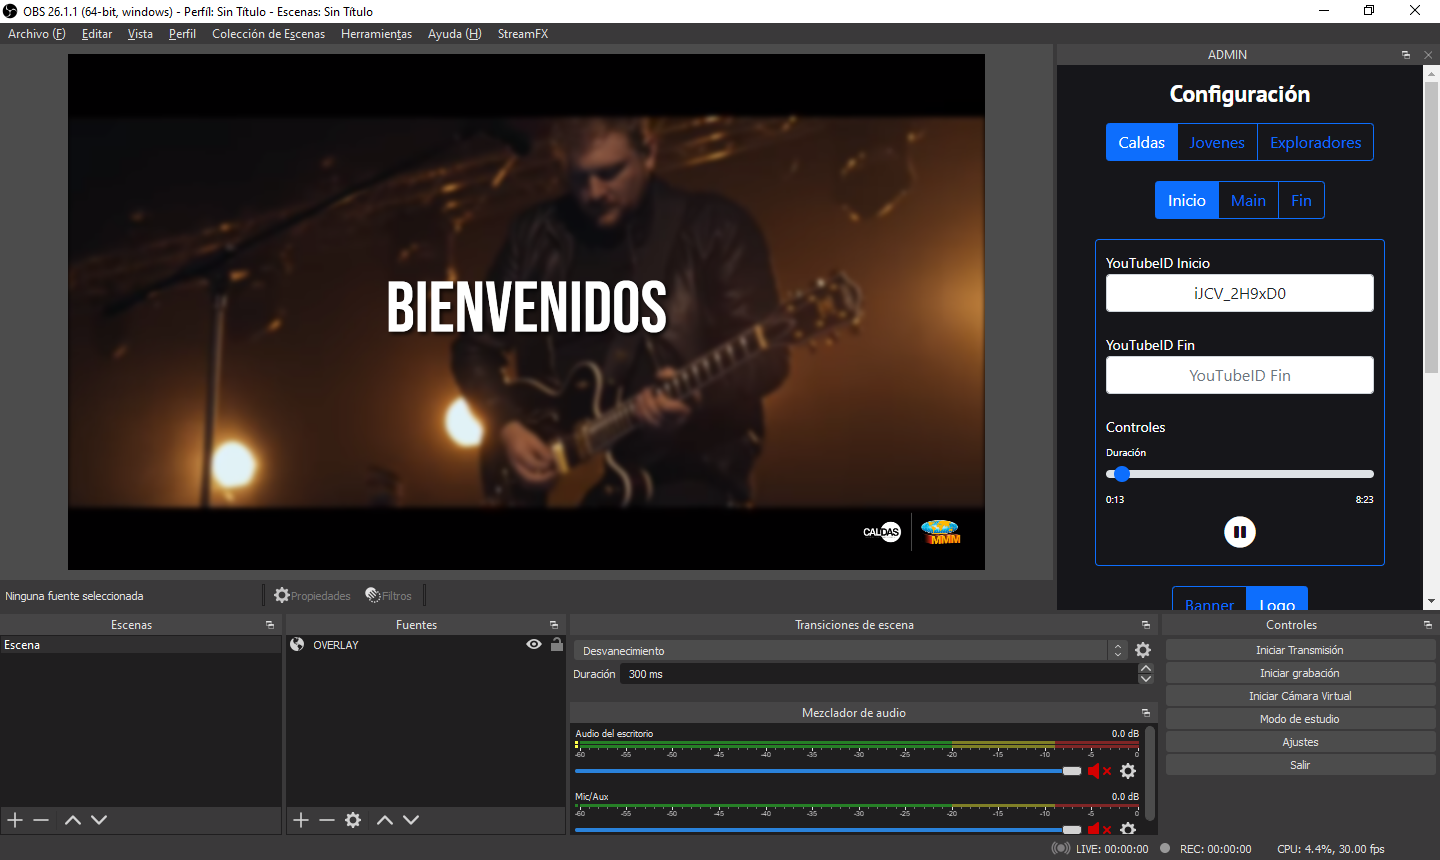 OBS 26.1.1 (64-bit, windows) - Perfíl: Sin Título - Escenas: Sin Título
Archivo (F) Editar Vista Perfil Colección de Escenas Herramientas Ayuda (H) StreamFX
ADMIN
Configuración
Caldas Jovenes Exploradores
Inicio Main Fin
YouTubeID Inicio
iJCV_2H9xD0
YouTubeID Fin
YouTubeID Fin
Controles
Duración
0:13 8:23
Banner Logo
BIENVENIDOS
CALDAS MMM
Ninguna fuente seleccionada Propiedades Filtros
Escenas
Escena
Fuentes
OVERLAY
Transiciones de escena
Desvanecimiento
Duración 300 ms
Mezclador de audio
Audio del escritorio 0.0 dB
-60 -55 -50 -45 -40 -35 -30 -25 -20 -15 -10 -5 0
Mic/Aux 0.0 dB
-60 -55 -50 -45 -40 -35 -30 -25 -20 -15 -10 -5 0
Controles
Iniciar Transmisión
Iniciar grabación
Iniciar Cámara Virtual
Modo de estudio
Ajustes
Salir
LIVE: 00:00:00 REC: 00:00:00 CPU: 4.4%, 30.00 fps